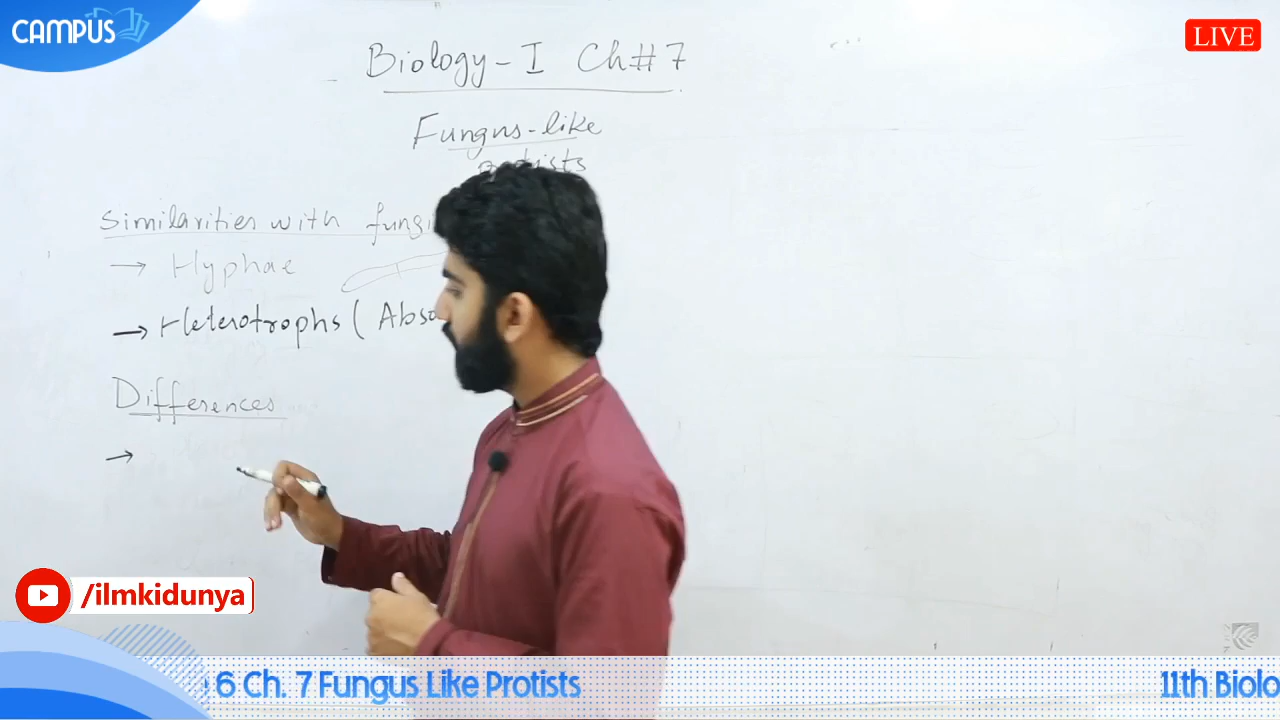 CAMPUS
LIVE
Biology-I Ch#7
Fungus-like
protists
Similarities with fungi
→ Hyphae
→ Heterotrophs ( Abso
Differences
→
/ilmkidunya
6 Ch. 7 Fungus Like Protists
11th Biolo